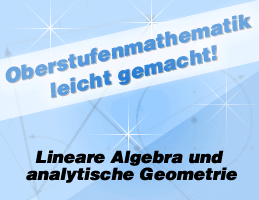 Oberstufenmathematik
leicht gemacht!
Lineare Algebra und
analytische Geometrie